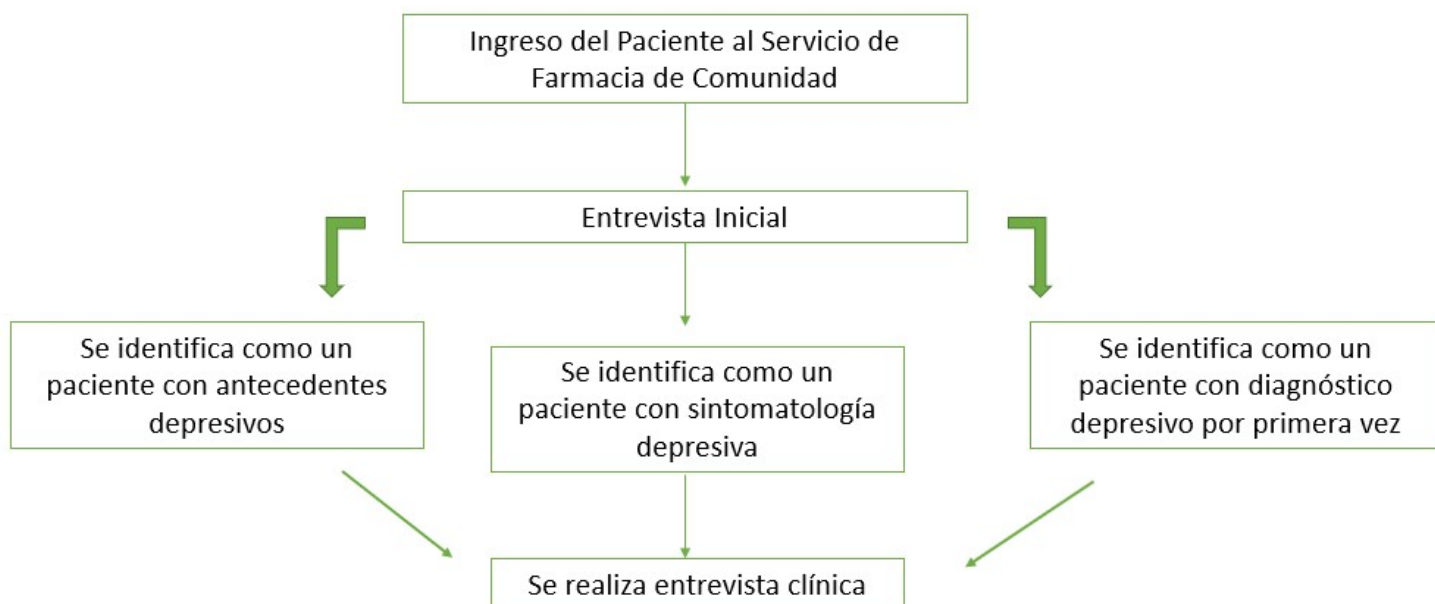 Ingreso del Paciente al Servicio de
Farmacia de Comunidad
Entrevista Inicial
Se identifica como un
paciente con antecedentes
depresivos
Se identifica como un
paciente con sintomatología
depresiva
Se identifica como un
paciente con diagnóstico
depresivo por primera vez
Se realiza entrevista clínica